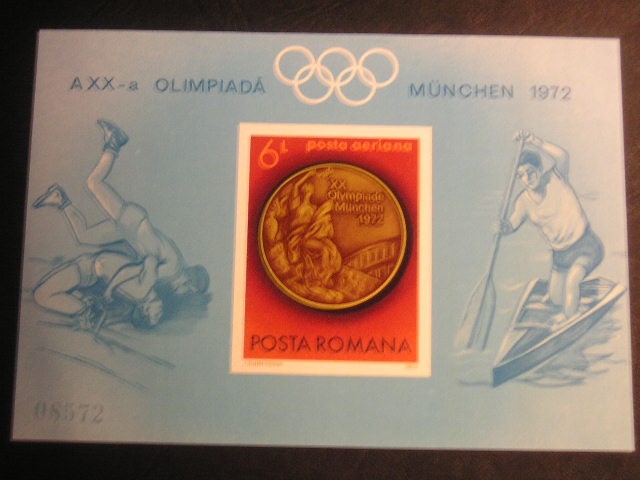 A XX-a OLIMPIADĂ MÜNCHEN 1972
6L posta aeriana
XX
Olympiade
München
1972
POSTA ROMANA
08572